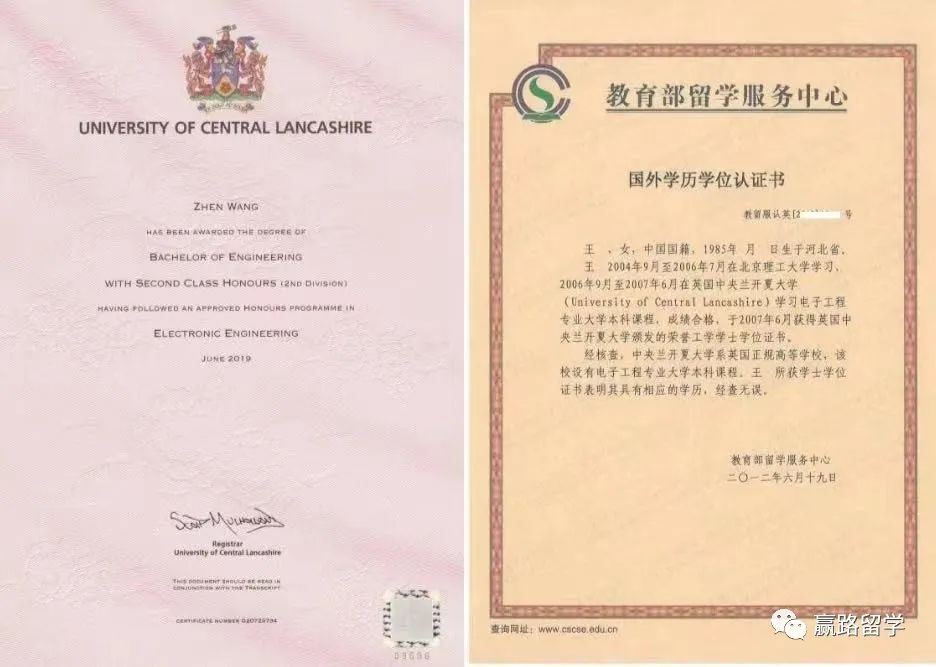 UNIVERSITY OF CENTRAL LANCASHIRE
ZHEN WANG
HAS BEEN AWARDED THE DEGREE OF
BACHELOR OF ENGINEERING
WITH SECOND CLASS HONOURS (2ND DIVISION)
HAVING FOLLOWED AN APPROVED HONOURS PROGRAMME IN
ELECTRONIC ENGINEERING
JUNE 2019
Registrar
University of Central Lancashire
THIS DOCUMENT SHOULD BE READ IN
CONJUNCTION WITH THE TRANSCRIPT
CERTIFICATE NUMBER
教育部留学服务中心
国外学历学位认证书
教留服认英[2 号
王 、女,中国国籍,1985年 月 日生于河北省。
王 2004年9月至2006年7月在北京理工大学学习、
2006年9月至2007年6月在英国中央兰开夏大学
(University of Central Lancashire)学习电子工程
专业大学本科课程,成绩合格,于2007年6月获得英国中
央兰开夏大学颁发的荣誉工学学士学位证书。
经核查,中央兰开夏大学系英国正规高等学校,该
校设有电子工程专业大学本科课程。王 所获学士学位
证书表明其具有相应的学历,经查无误。
教育部留学服务中心
二〇一二年六月十九日
查询网址:www.cscse.edu.cn
赢路留学